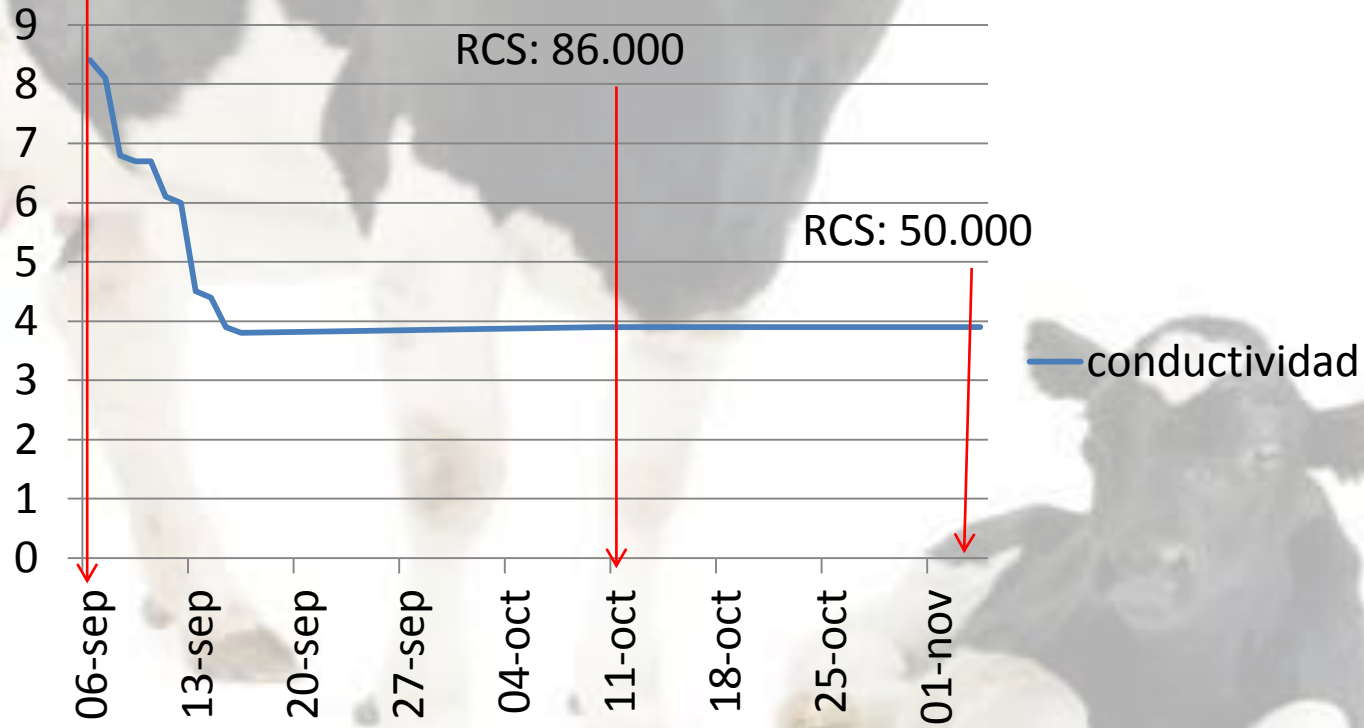 9
8
7
6
5
4
3
2
1
0
RCS: 86.000
RCS: 50.000
conductividad
06-sep
13-sep
20-sep
27-sep
04-oct
11-oct
18-oct
25-oct
01-nov